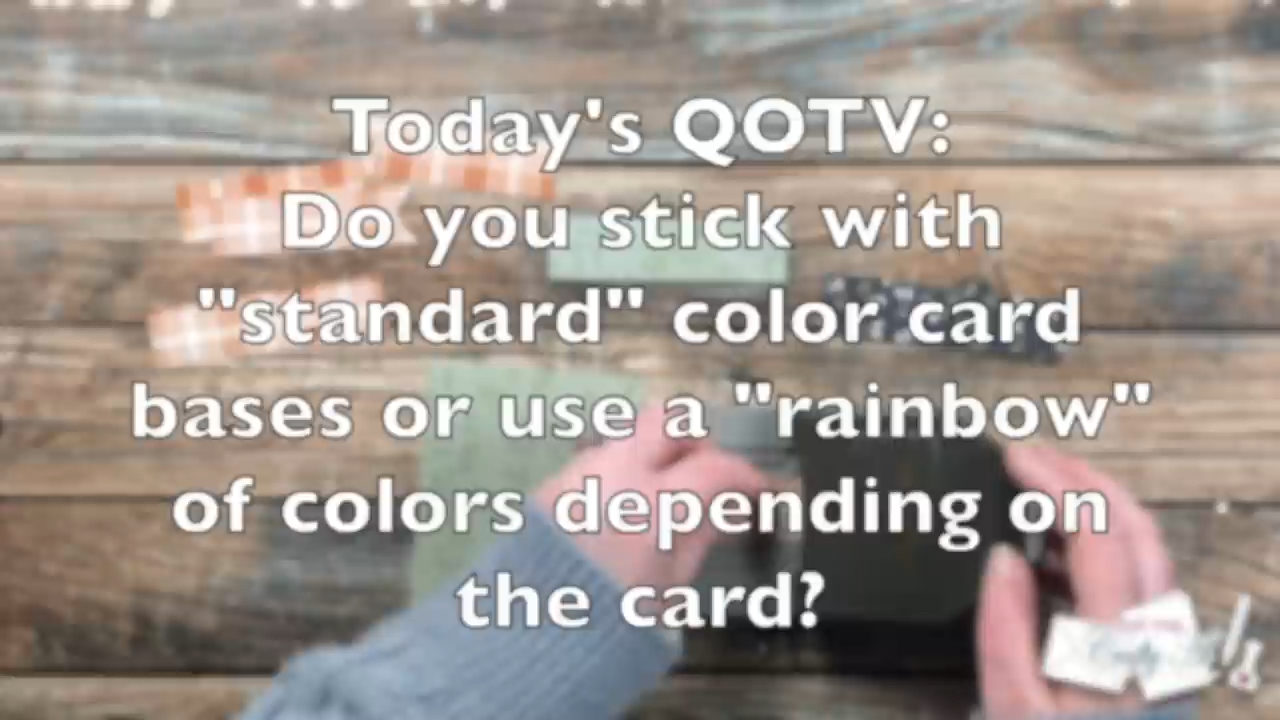 Today's QOTV:
Do you stick with
"standard" color card
bases or use a "rainbow"
of colors depending on
the card?